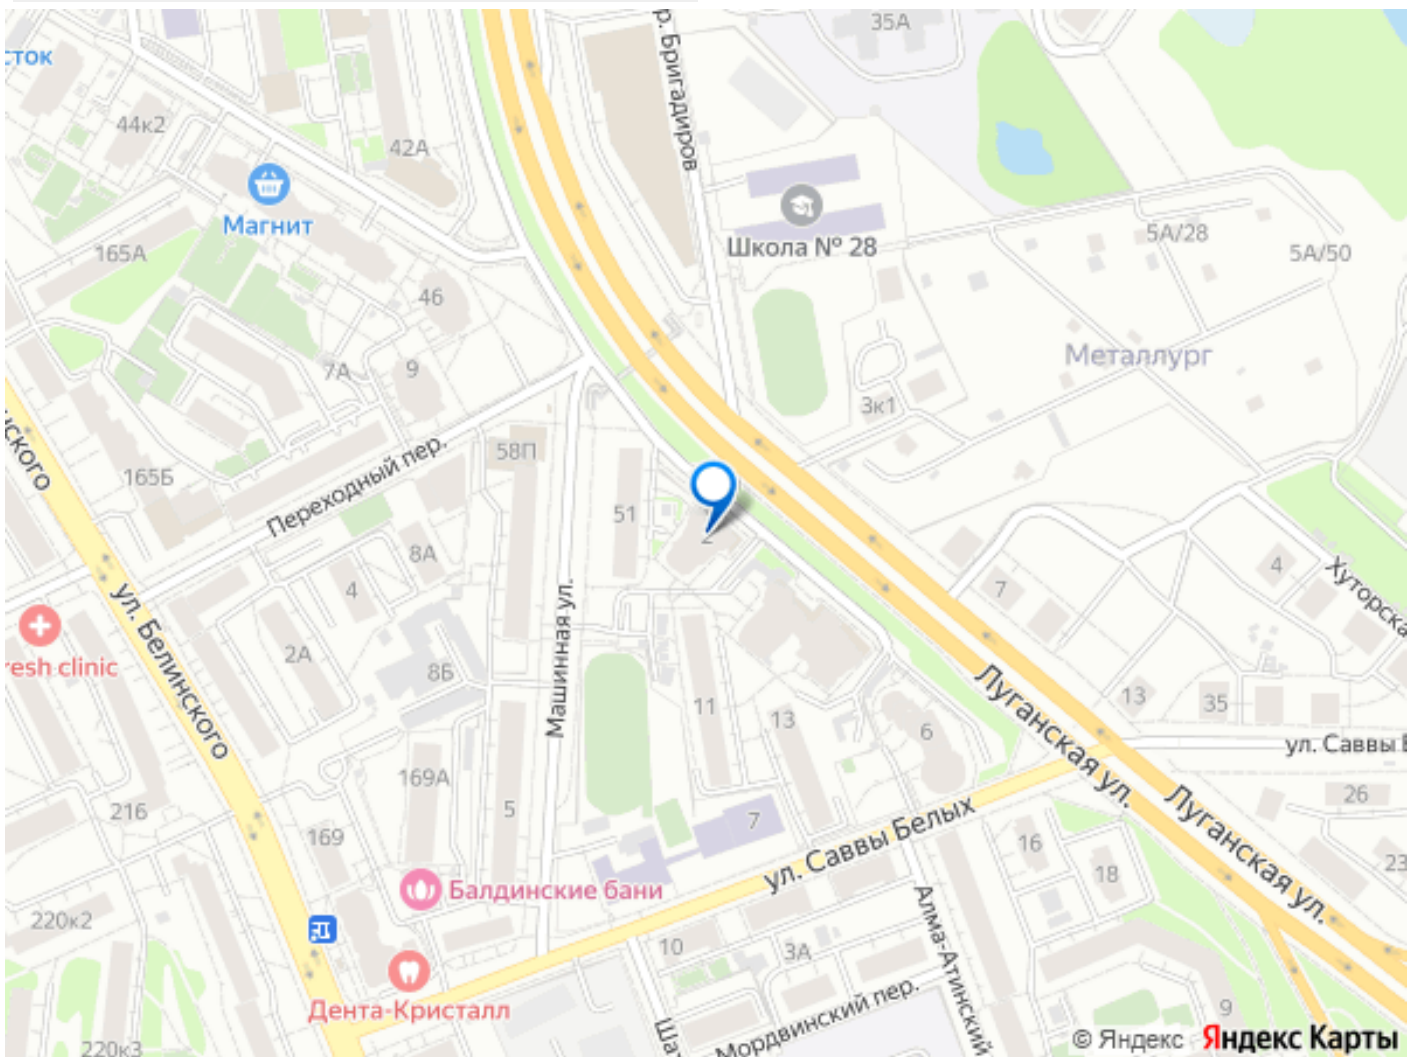 35А
сток
р. Бригадиров
44к2
42А
Магнит
Школа № 28
165А
5А/28
5А/50
46
Металлург
7А
9
3к1
нского
58П
165Б
Переходный пер.
51
2
8А
4
7
4
Хуторска
ул. Белинского
Машинная ул.
resh clinic
2А
8Б
Луганская ул.
13
35
11
13
6
ул. Саввы Б
169А
5
Луганская ул.
26
216
7
ул. Саввы Белых
169
16
18
23
Балдинские бани
Алма-Атинский
220к2
10
3А
Дента-Кристалл
Мордвинский пер.
Шат
9
220к3
© Яндекс Яндекс Карты